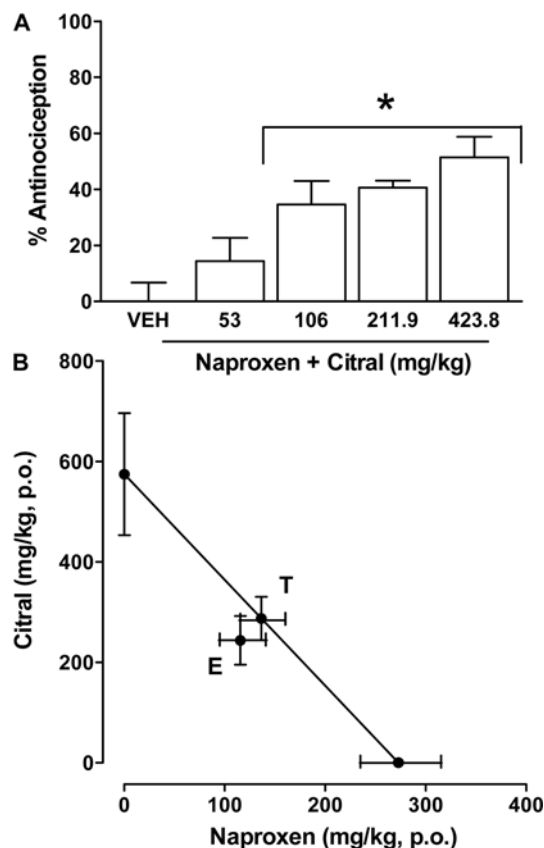 A
100
80
60
40
20
0
% Antinociception
*
VEH 53 106 211.9 423.8
Naproxen + Citral (mg/kg)
B
800
600
400
200
0
Citral (mg/kg, p.o.)
T
E
0 100 200 300 400
Naproxen (mg/kg, p.o.)